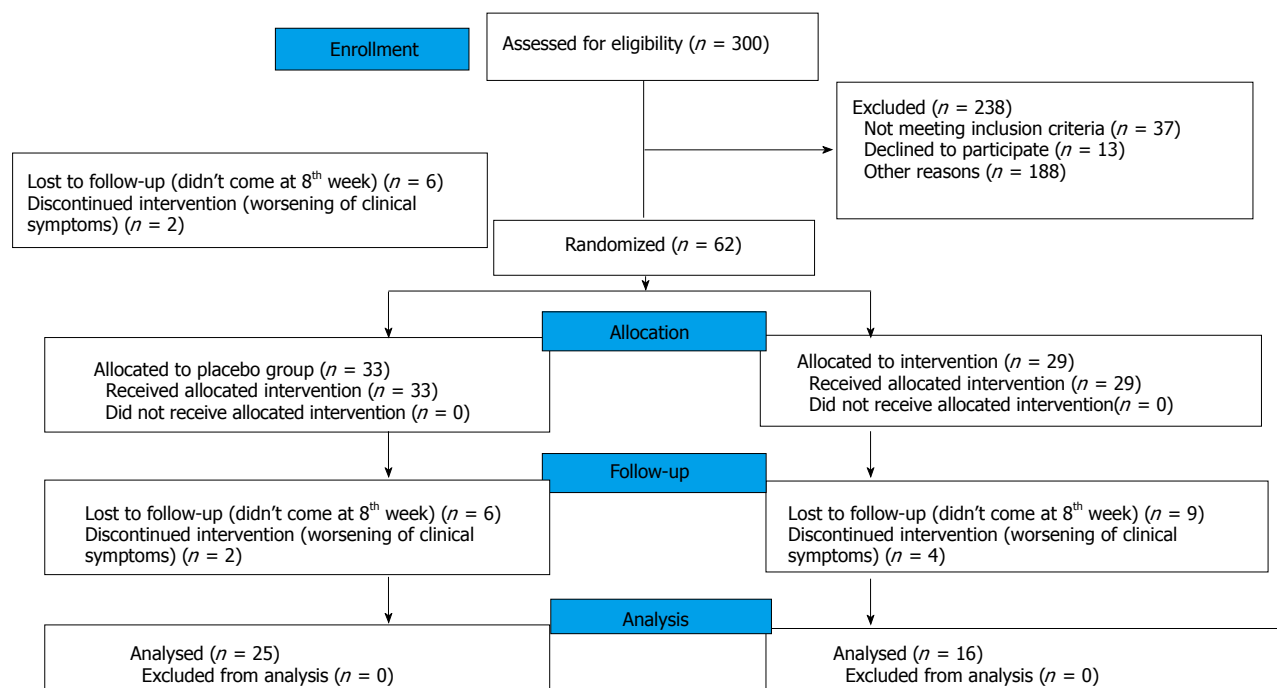 Enrollment
Assessed for eligibility (n = 300)
Excluded (n = 238)
Not meeting inclusion criteria (n = 37)
Declined to participate (n = 13)
Other reasons (n = 188)
Lost to follow-up (didn't come at 8th week) (n = 6)
Discontinued intervention (worsening of clinical
symptoms) (n = 2)
Randomized (n = 62)
Allocation
Allocated to placebo group (n = 33)
Received allocated intervention (n = 33)
Did not receive allocated intervention (n = 0)
Allocated to intervention (n = 29)
Received allocated intervention (n = 29)
Did not receive allocated intervention(n = 0)
Follow-up
Lost to follow-up (didn't come at 8th week) (n = 6)
Discontinued intervention (worsening of clinical
symptoms) (n = 2)
Lost to follow-up (didn't come at 8th week) (n = 9)
Discontinued intervention (worsening of clinical
symptoms) (n = 4)
Analysis
Analysed (n = 25)
Excluded from analysis (n = 0)
Analysed (n = 16)
Excluded from analysis (n = 0)